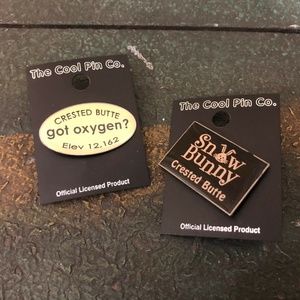 The Cool Pin Co.
CRESTED BUTTE
got oxygen?
Elev 12,162
Official Licensed Product
The Cool Pin Co.
Snow
Bunny
Crested Butte
Official Licensed Product